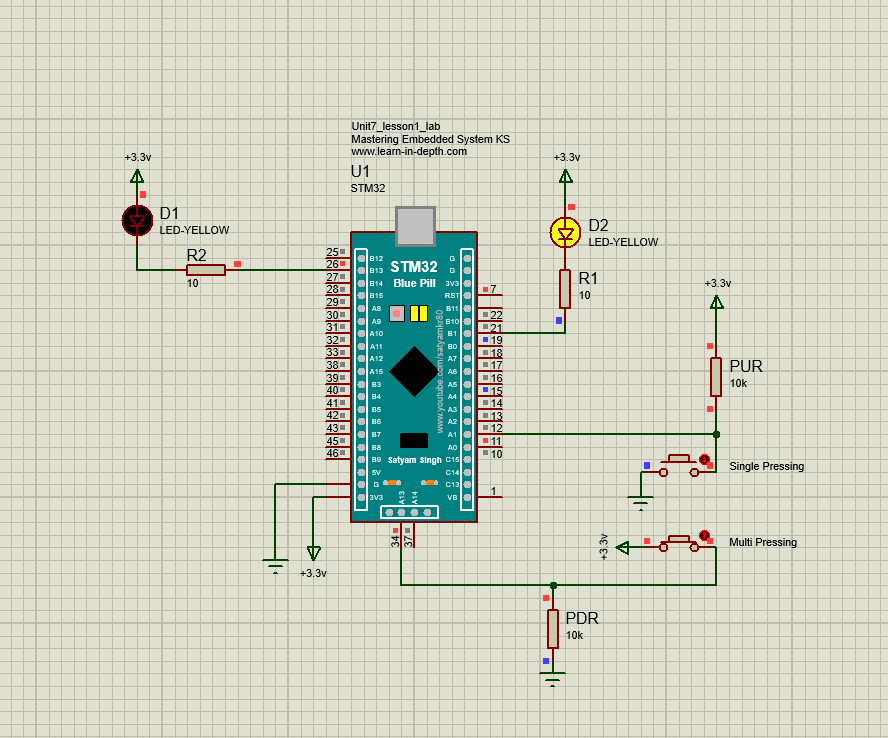 Unit7_lesson1_lab
Mastering Embedded System KS
www.learn-in-depth.com
U1
STM32
+3.3v
D1
LED-YELLOW
R2
10
+3.3v
D2
LED-YELLOW
R1
10
STM32
Blue Pill
www.youtube.com/satyamkr80
Satyam Singh
25 B12
26 B13
27 B14
28 B15
29 A8
30 A9
31 A10
32 A11
33 A12
38 A15
39 B3
40 B4
41 B5
42 B6
43 B7
45 B8
46 B9
5V
G
3V3
G
G
3V3
RST 7
B11
B10 22
B1 21
B0 19
A7 18
A6 17
A5 16
A4 15
A3 14
A2 13
A1 12
A0 11
C15 10
C14
C13
VB 1
A13
A14
34
37
+3.3v
+3.3v
PUR
10k
Single Pressing
+3.3v
Multi Pressing
PDR
10k